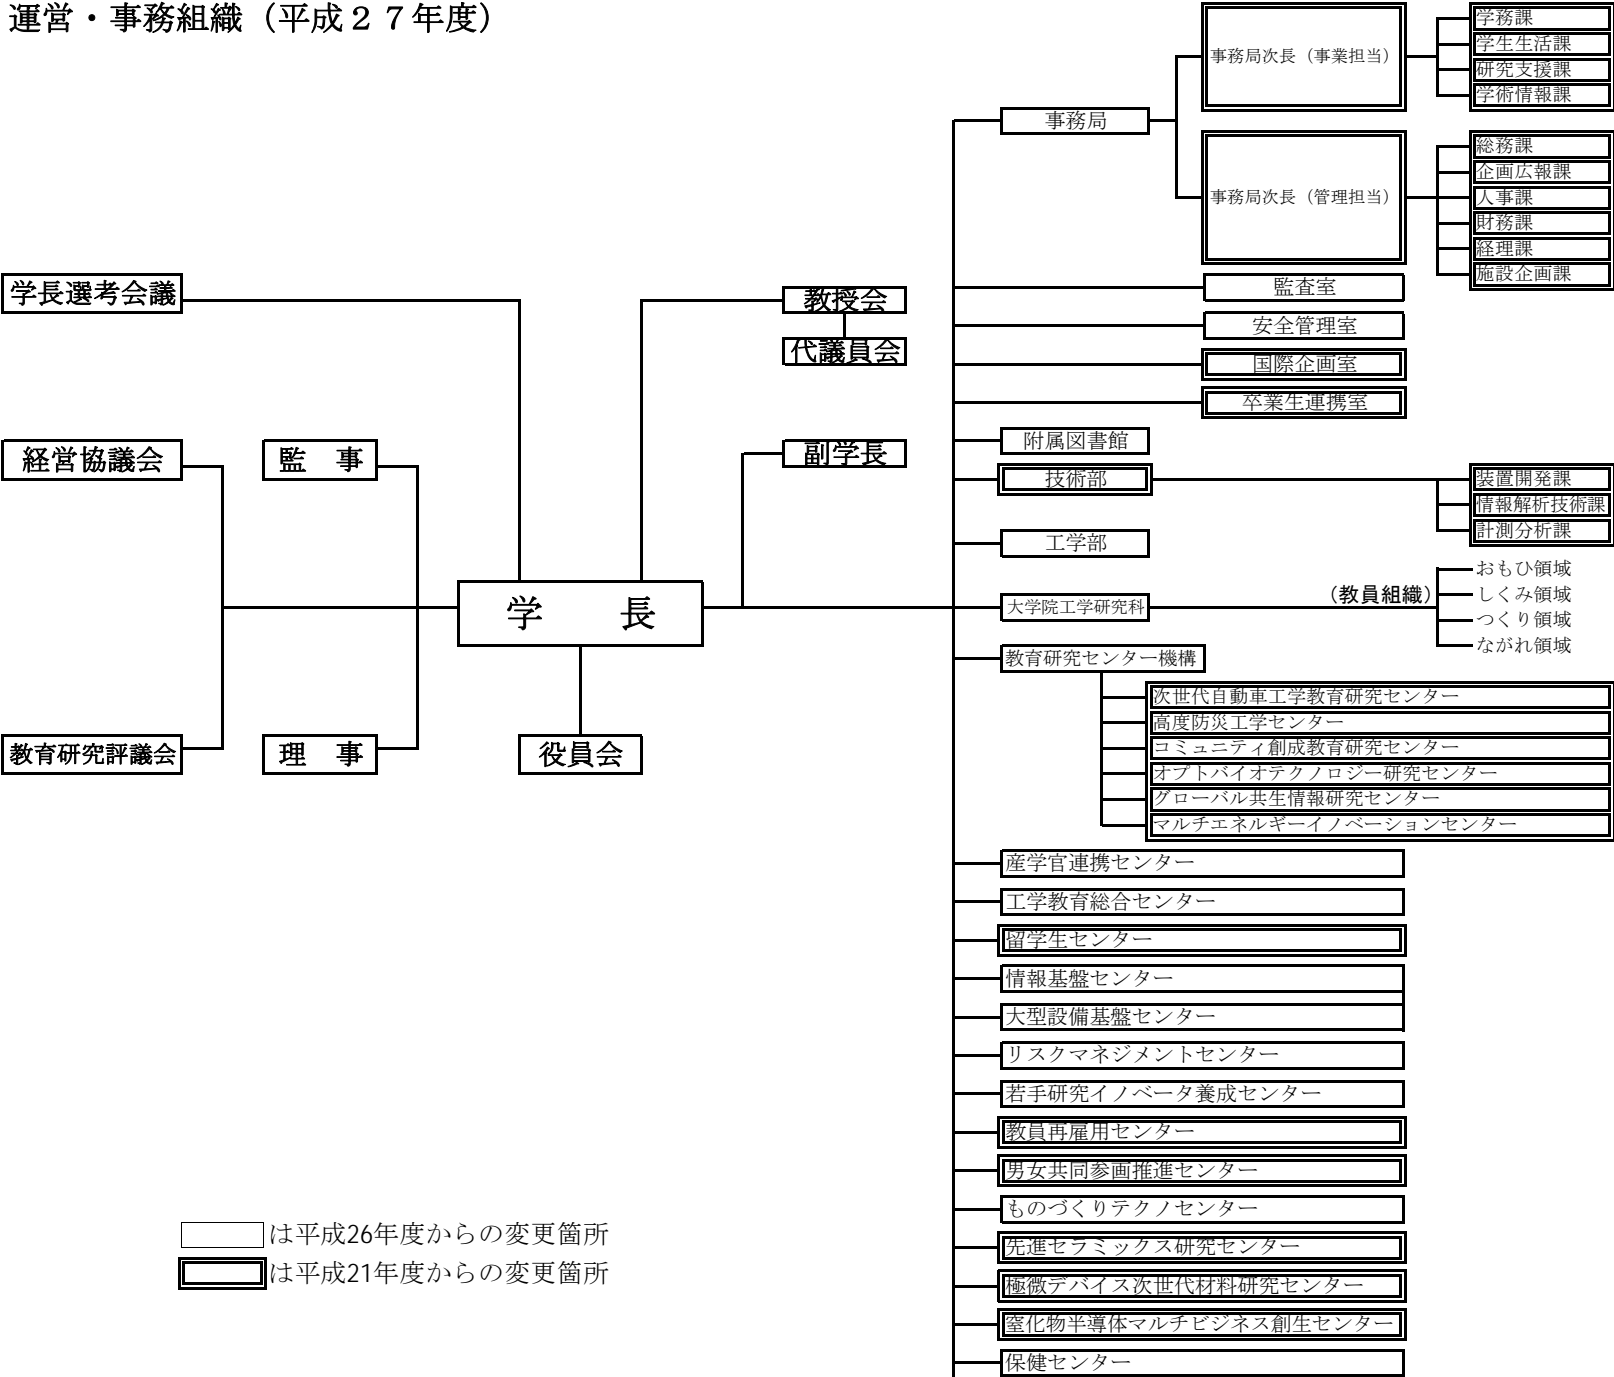 運営・事務組織（平成２７年度）
学長選考会議
経営協議会
監　事
教育研究評議会
理　事
学　　長
役員会
教授会
代議員会
副学長
事務局
事務局次長（事業担当）
学務課
学生生活課
研究支援課
学術情報課
事務局次長（管理担当）
総務課
企画広報課
人事課
財務課
経理課
施設企画課
監査室
安全管理室
国際企画室
卒業生連携室
附属図書館
技術部
装置開発課
情報解析技術課
計測分析課
工学部
大学院工学研究科
（教員組織）
おもひ領域
しくみ領域
つくり領域
ながれ領域
教育研究センター機構
次世代自動車工学教育研究センター
高度防災工学センター
コミュニティ創成教育研究センター
オプトバイオテクノロジー研究センター
グローバル共生情報研究センター
マルチエネルギーイノベーションセンター
産学官連携センター
工学教育総合センター
留学生センター
情報基盤センター
大型設備基盤センター
リスクマネジメントセンター
若手研究イノベータ養成センター
教員再雇用センター
男女共同参画推進センター
ものづくりテクノセンター
先進セラミックス研究センター
極微デバイス次世代材料研究センター
窒化物半導体マルチビジネス創生センター
保健センター
は平成26年度からの変更箇所
は平成21年度からの変更箇所